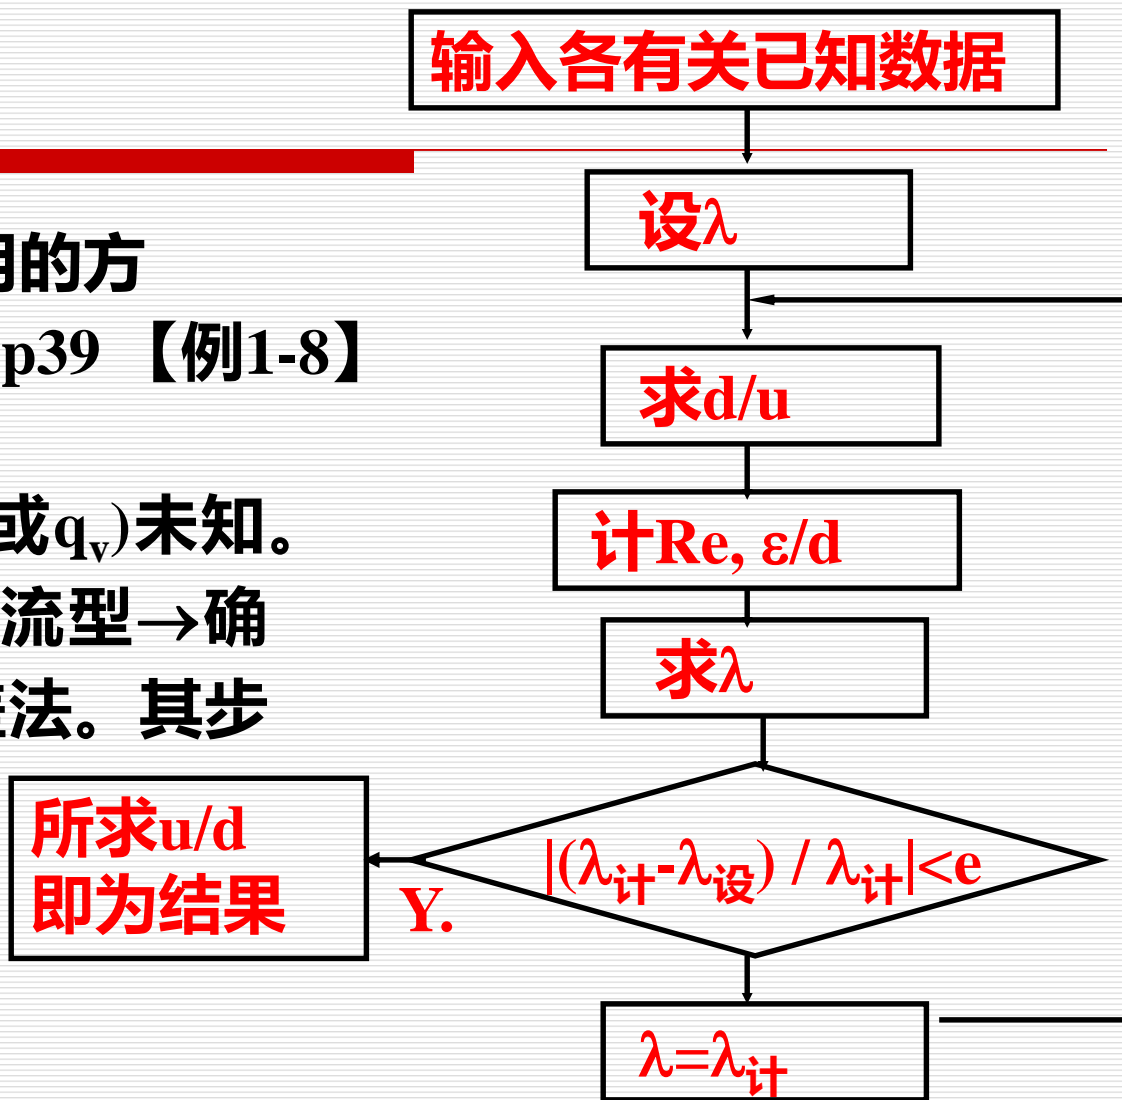 输入各有关已知数据
设λ
用的方
p39 【例1-8】
求d/u
或qv)未知。
计Re, ε/d
流型→确
求λ
法。其步
所求u/d
即为结果
|(λ计-λ设) / λ计|<e
Y.
λ=λ计